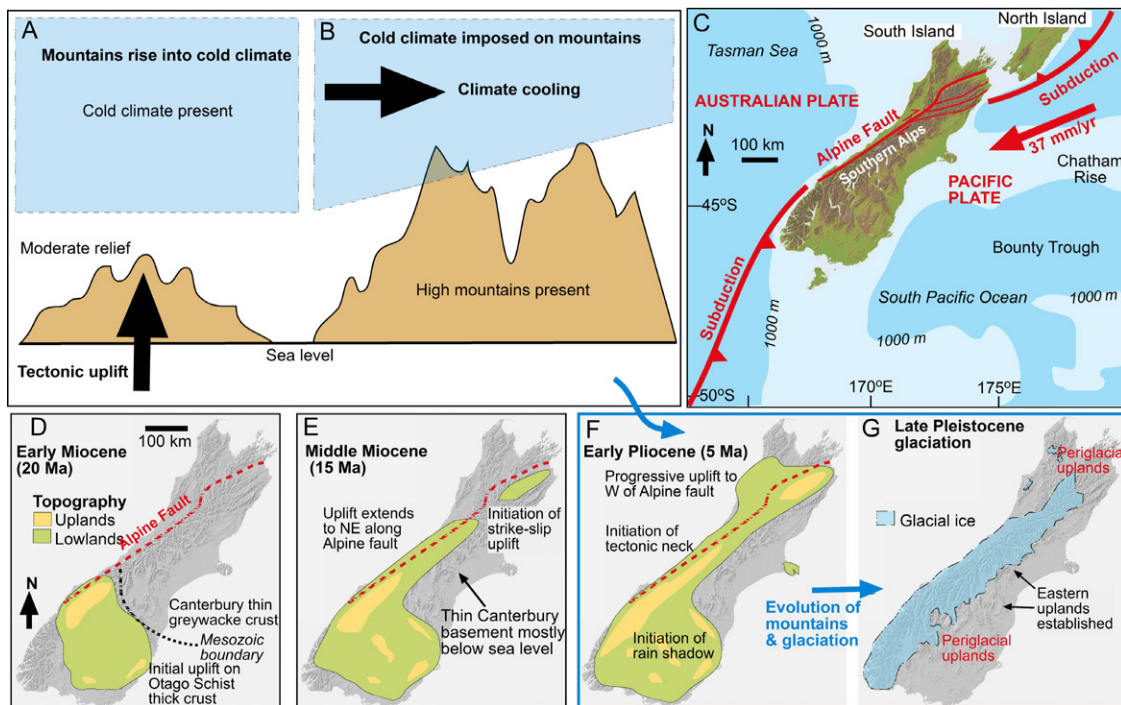 A
Mountains rise into cold climate
Cold climate present
Moderate relief
Tectonic uplift
Sea level
B
Cold climate imposed on mountains
Climate cooling
High mountains present
C
Tasman Sea
1000 m
South Island
North Island
AUSTRALIAN PLATE
N
100 km
Alpine Fault
Southern Alps
Subduction
37 mm/yr
PACIFIC
PLATE
Chatham
Rise
45ºS
Bounty Trough
Subduction
South Pacific Ocean
1000 m
1000 m
1000 m
50ºS
170ºE
175ºE
D
100 km
Early Miocene
(20 Ma)
Topography
Uplands
Lowlands
Alpine Fault
N
Canterbury thin
greywacke crust
Mesozoic
boundary
Initial uplift on
Otago Schist
thick crust
E
Middle Miocene
(15 Ma)
Uplift extends
to NE along
Alpine fault
Initiation of
strike-slip
uplift
Thin Canterbury
basement mostly
below sea level
F
Early Pliocene (5 Ma)
Progressive uplift to
W of Alpine fault
Initiation of
tectonic neck
Initiation of
rain shadow
Evolution of
mountains
& glaciation
G
Late Pleistocene
glaciation
Periglacial
uplands
Glacial ice
Eastern
uplands
established
Periglacial
uplands